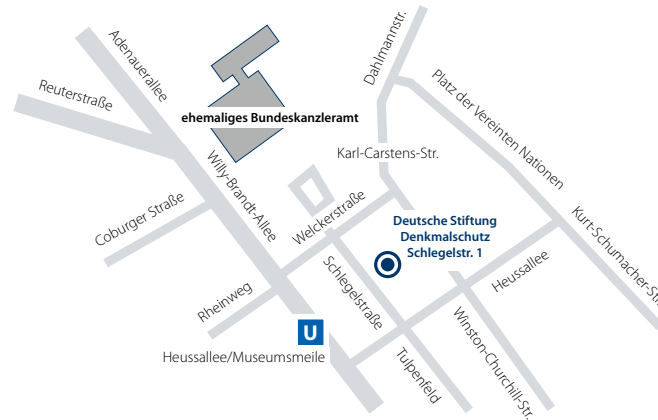 Adenauerallee
Reuterstraße
Dahlmannstr.
Platz der Vereinten Nationen
ehemaliges Bundeskanzleramt
Karl-Carstens-Str.
Willy-Brandt-Allee
Coburger Straße
Welckerstraße
Deutsche Stiftung
Denkmalschutz
Schlegelstr. 1
Kurt-Schumacher-Str.
Rheinweg
Schlegelstraße
Heussallee
U
Heussallee/Museumsmeile
Tulpenfeld
Winston-Churchill-Str.